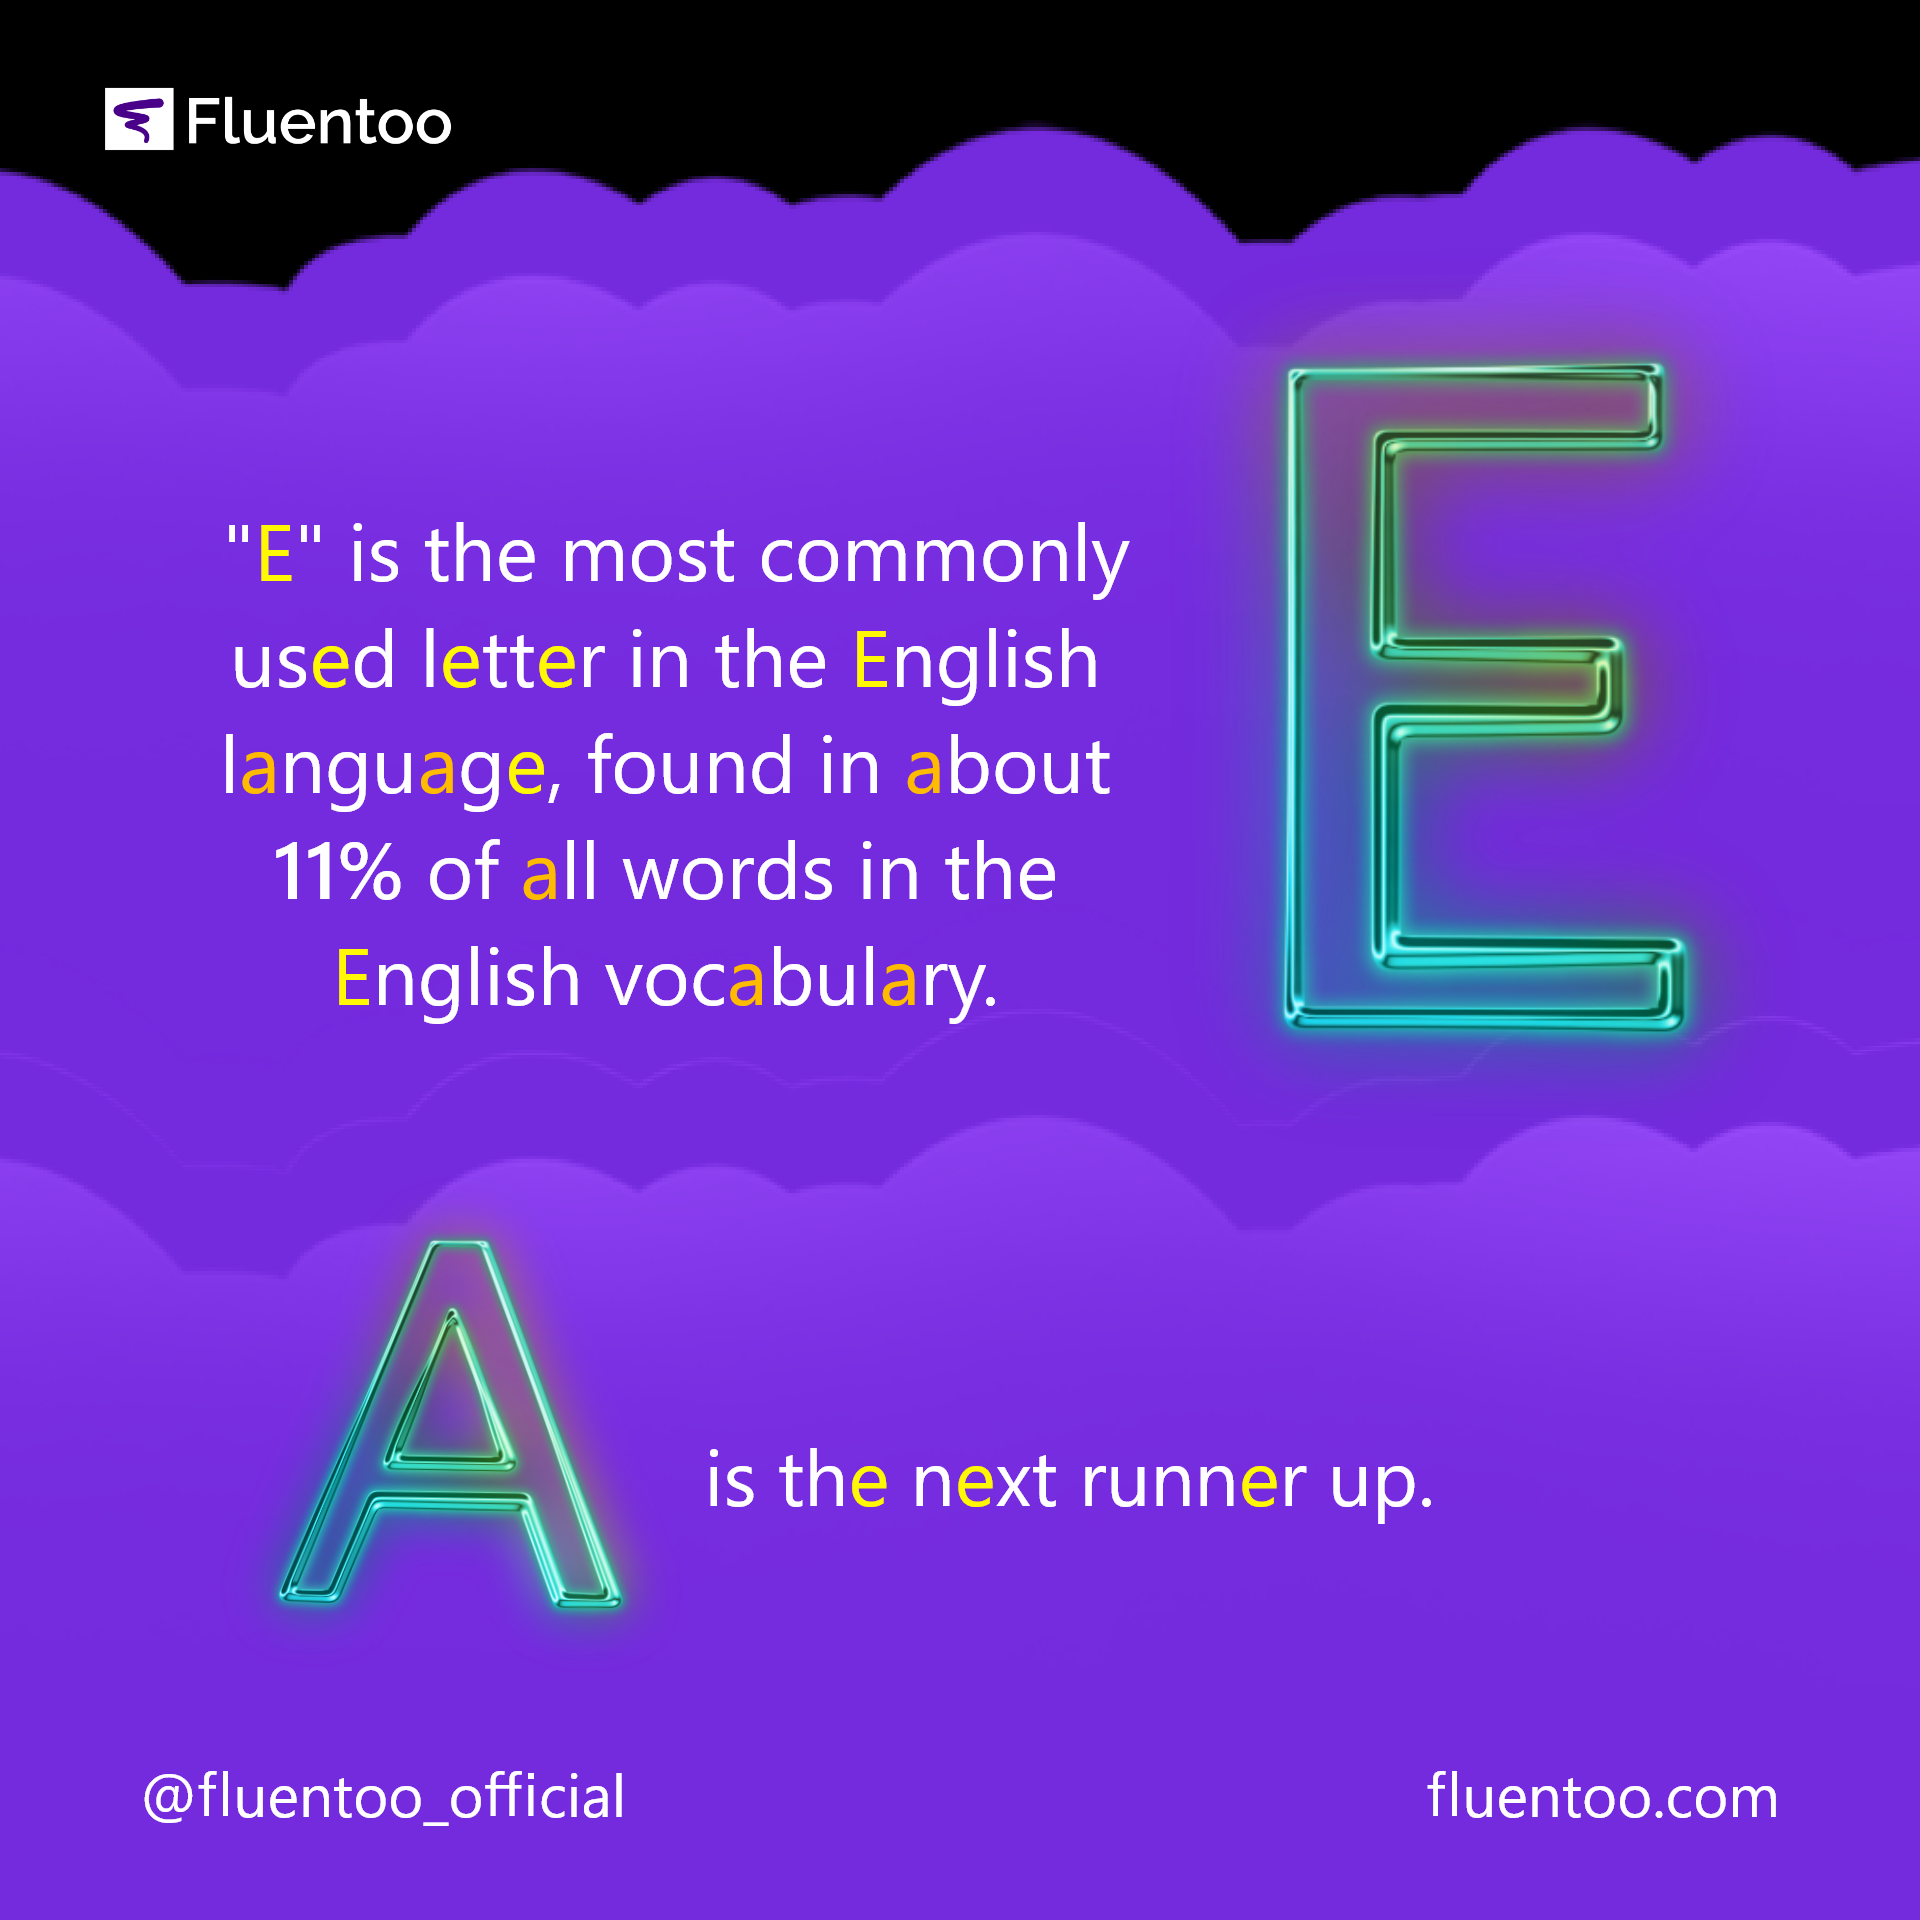 Fluentoo
"E" is the most commonly
used letter in the English
language, found in about
11% of all words in the
English vocabulary.
E
A
is the next runner up.
@fluentoo_official
fluentoo.com